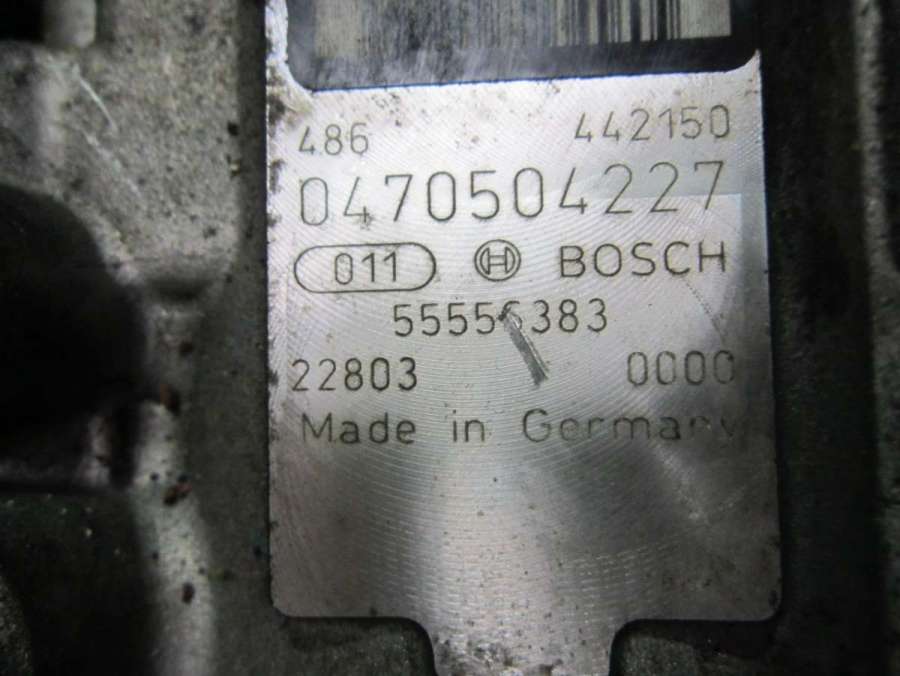 486 442150
0470504227
011 BOSCH
55556383
22803 0000
Made in Germany